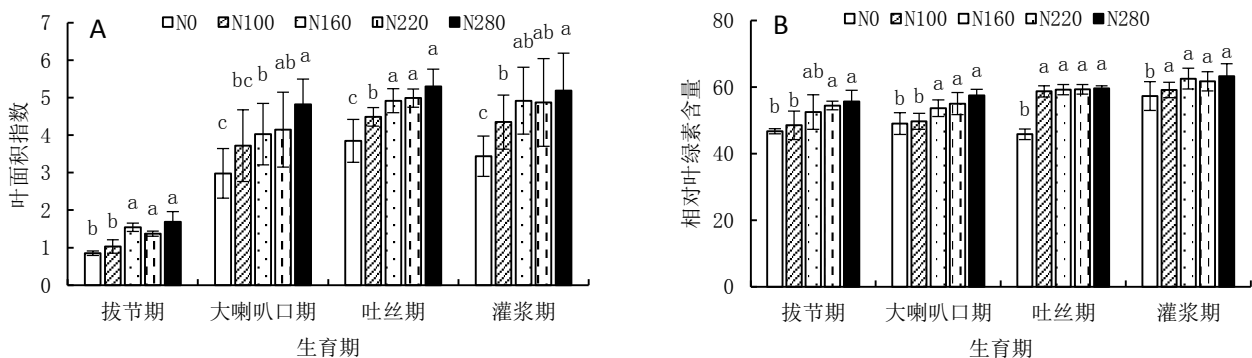 A
N0 N100 N160 N220 N280
叶面积指数
7
6
5
4
3
2
1
0
b b a a a
c bc b ab a
c b a a a
c b ab ab a
拔节期 大喇叭口期 吐丝期 灌浆期
生育期
B
N0 N100 N160 N220 N280
相对叶绿素含量
80
60
40
20
0
b b ab a a
b b a a a
b a a a a
b a a a a
拔节期 大喇叭口期 吐丝期 灌浆期
生育期